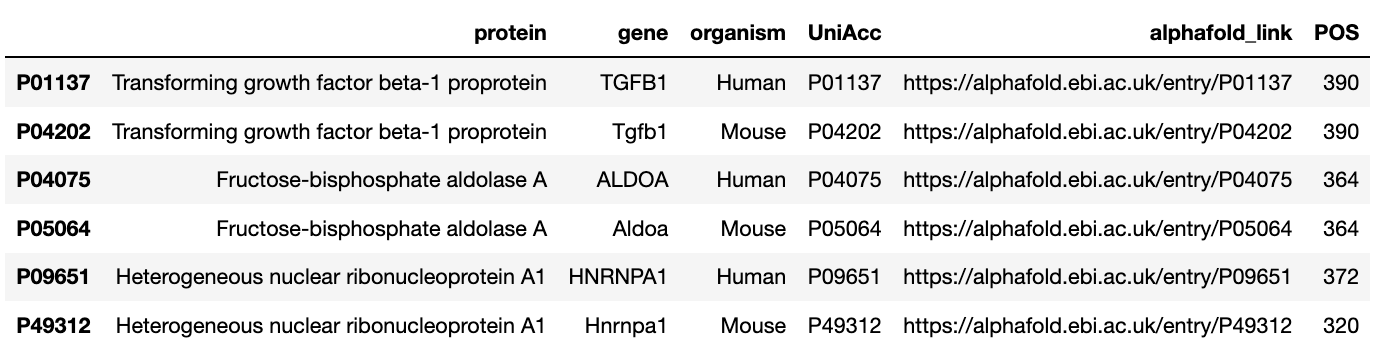 protein gene organism UniAcc alphafold_link POS
P01137 Transforming growth factor beta-1 proprotein TGFB1 Human P01137 https://alphafold.ebi.ac.uk/entry/P01137 390
P04202 Transforming growth factor beta-1 proprotein Tgfb1 Mouse P04202 https://alphafold.ebi.ac.uk/entry/P04202 390
P04075 Fructose-bisphosphate aldolase A ALDOA Human P04075 https://alphafold.ebi.ac.uk/entry/P04075 364
P05064 Fructose-bisphosphate aldolase A Aldoa Mouse P05064 https://alphafold.ebi.ac.uk/entry/P05064 364
P09651 Heterogeneous nuclear ribonucleoprotein A1 HNRNPA1 Human P09651 https://alphafold.ebi.ac.uk/entry/P09651 372
P49312 Heterogeneous nuclear ribonucleoprotein A1 Hnrnpa1 Mouse P49312 https://alphafold.ebi.ac.uk/entry/P49312 320